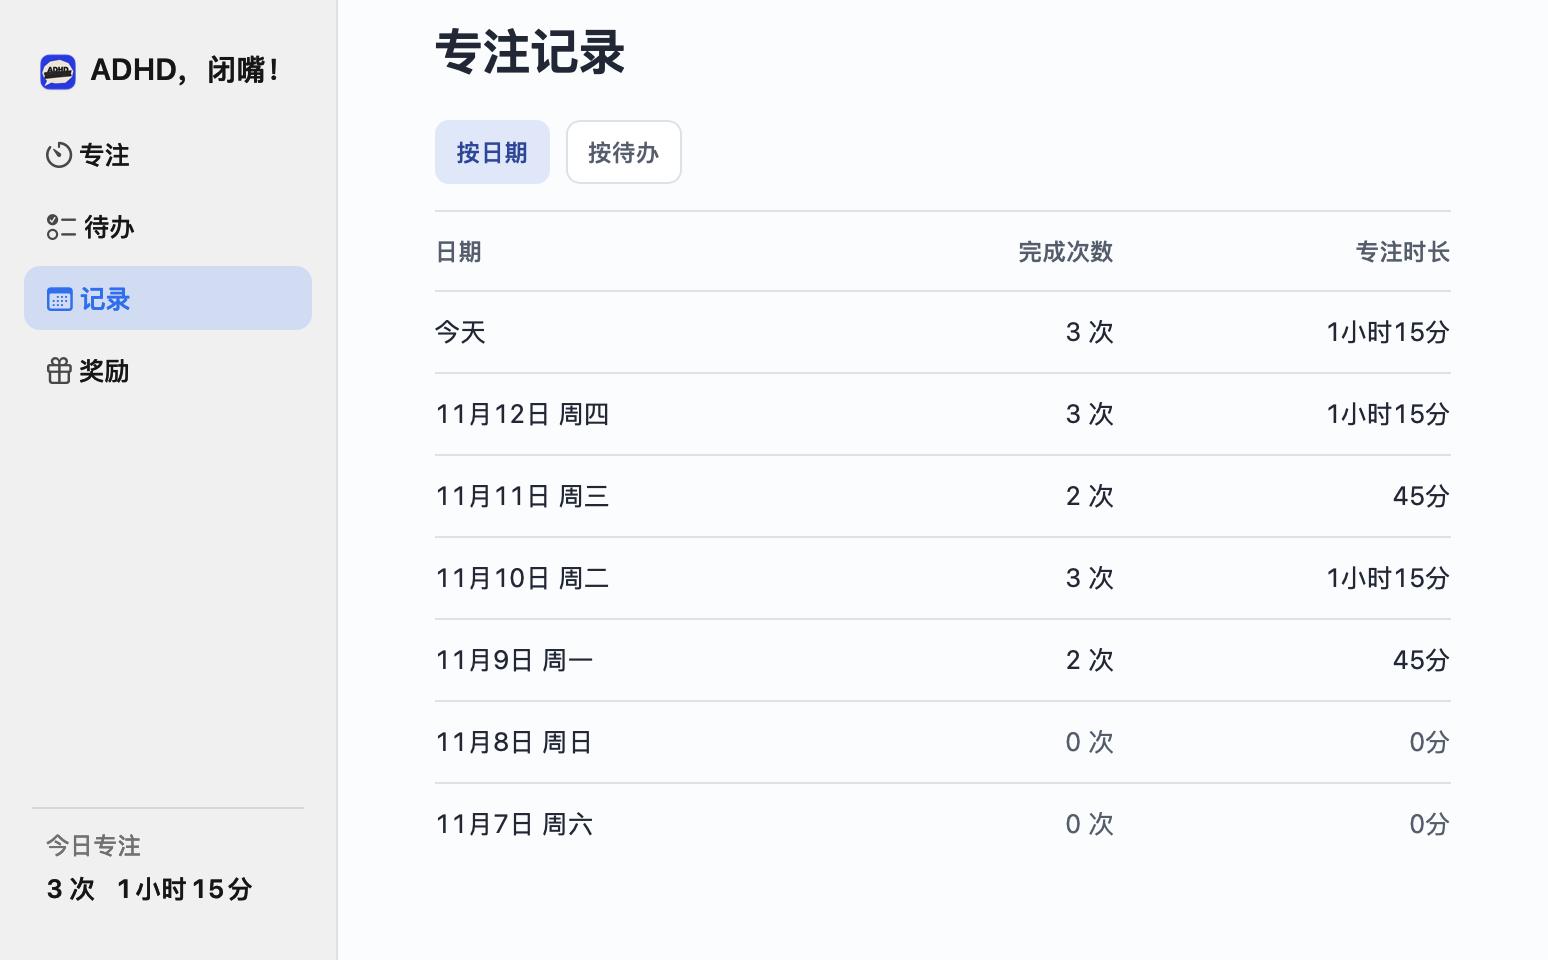 ADHD
ADHD，闭嘴！
专注
待办
记录
奖励
今日专注
3 次 1小时15分
专注记录
按日期 按待办
日期 完成次数 专注时长
今天 3 次 1小时15分
11月12日 周四 3 次 1小时15分
11月11日 周三 2 次 45分
11月10日 周二 3 次 1小时15分
11月9日 周一 2 次 45分
11月8日 周日 0 次 0分
11月7日 周六 0 次 0分